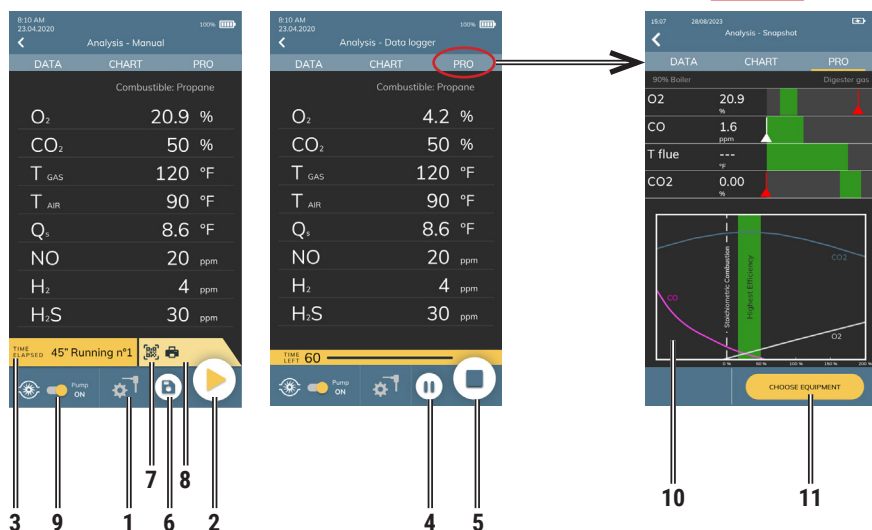 8:10 AM
23.04.2020
100%
Analysis - Manual
DATA CHART PRO
Combustible: Propane
O₂ 20.9 %
CO₂ 50 %
T GAS 120 °F
T AIR 90 °F
Qs 8.6 °F
NO 20 ppm
H₂ 4 ppm
H₂S 30 ppm
TIME
ELAPSED
45" Running n°1
Pump
ON
3 9 1 7 6 8 2
8:10 AM
23.04.2020
100%
Analysis - Data logger
DATA CHART PRO
Combustible: Propane
O₂ 4.2 %
CO₂ 50 %
T GAS 120 °F
T AIR 90 °F
Qs 8.6 °F
NO 20 ppm
H₂ 4 ppm
H₂S 30 ppm
TIME
LEFT
60
Pump
ON
4 5
15:07 28/08/2023
Analysis - Snapshot
DATA CHART PRO
90% Boiler Digester gas
O2 20.9
%
CO 1.6
ppm
T flue ---
°F
CO2 0.00
%
Stoichiometric Combustion
Highest Efficiency
CO2
CO
O2
0 % 50 % 100 % 150 % 200 %
CHOOSE EQUIPMENT
10 11